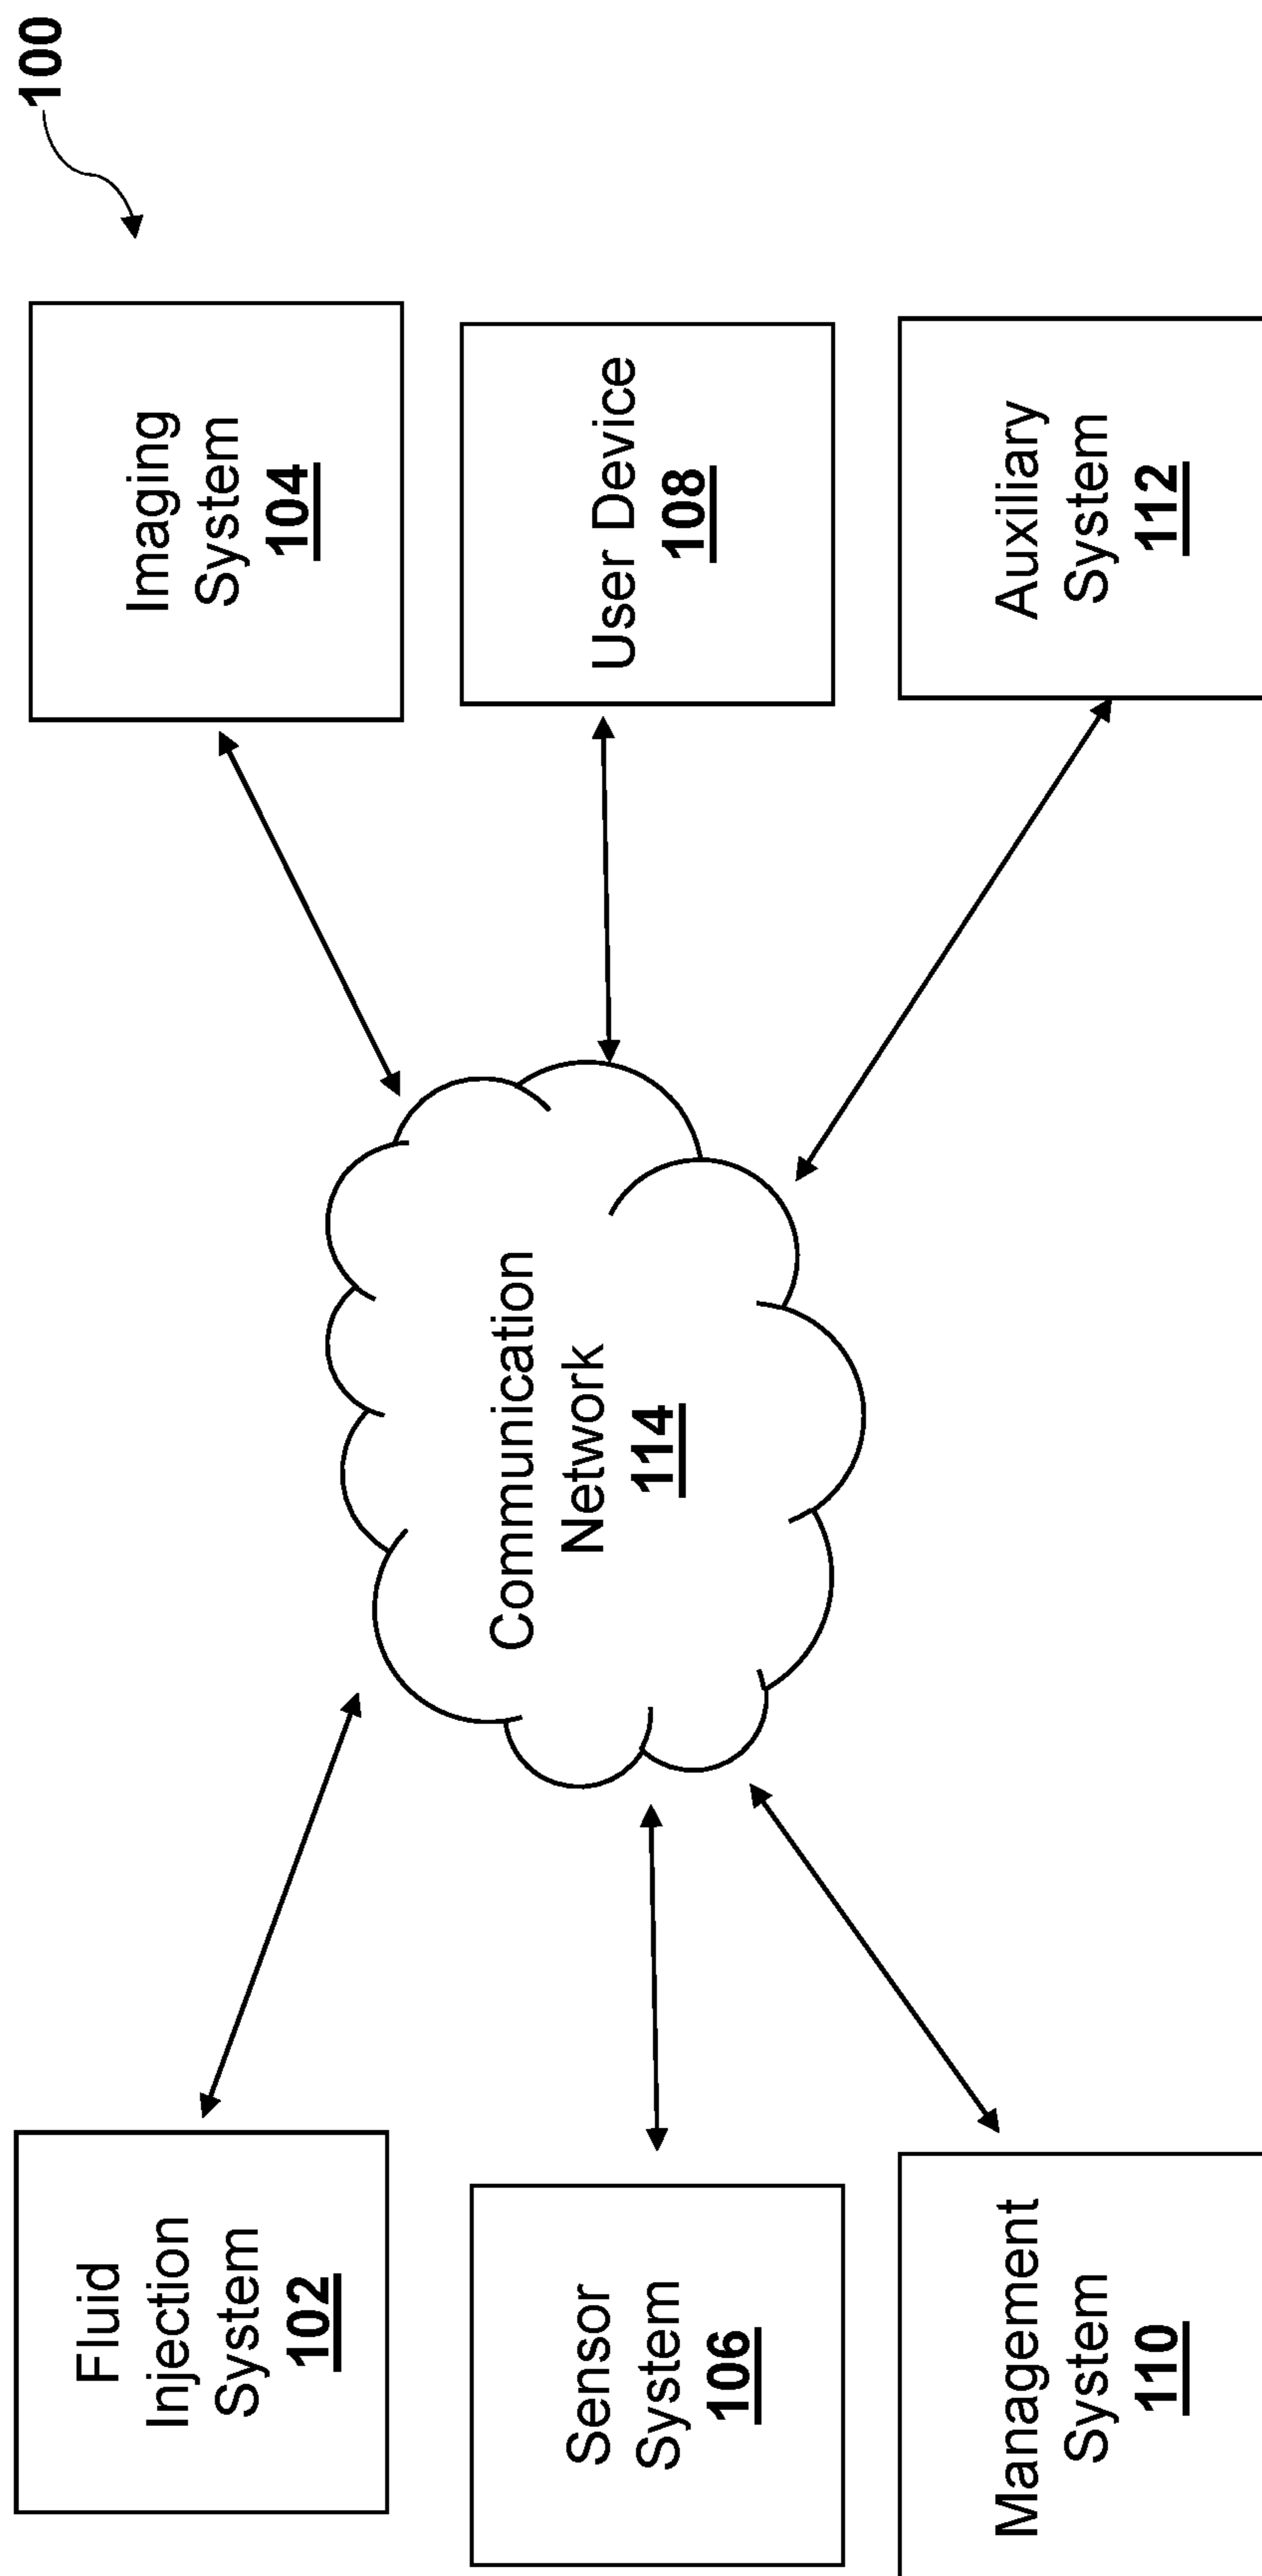 100
Fluid
Injection
System
102
Imaging
System
104
Sensor
System
106
Communication
Network
114
User Device
108
Management
System
110
Auxiliary
System
112